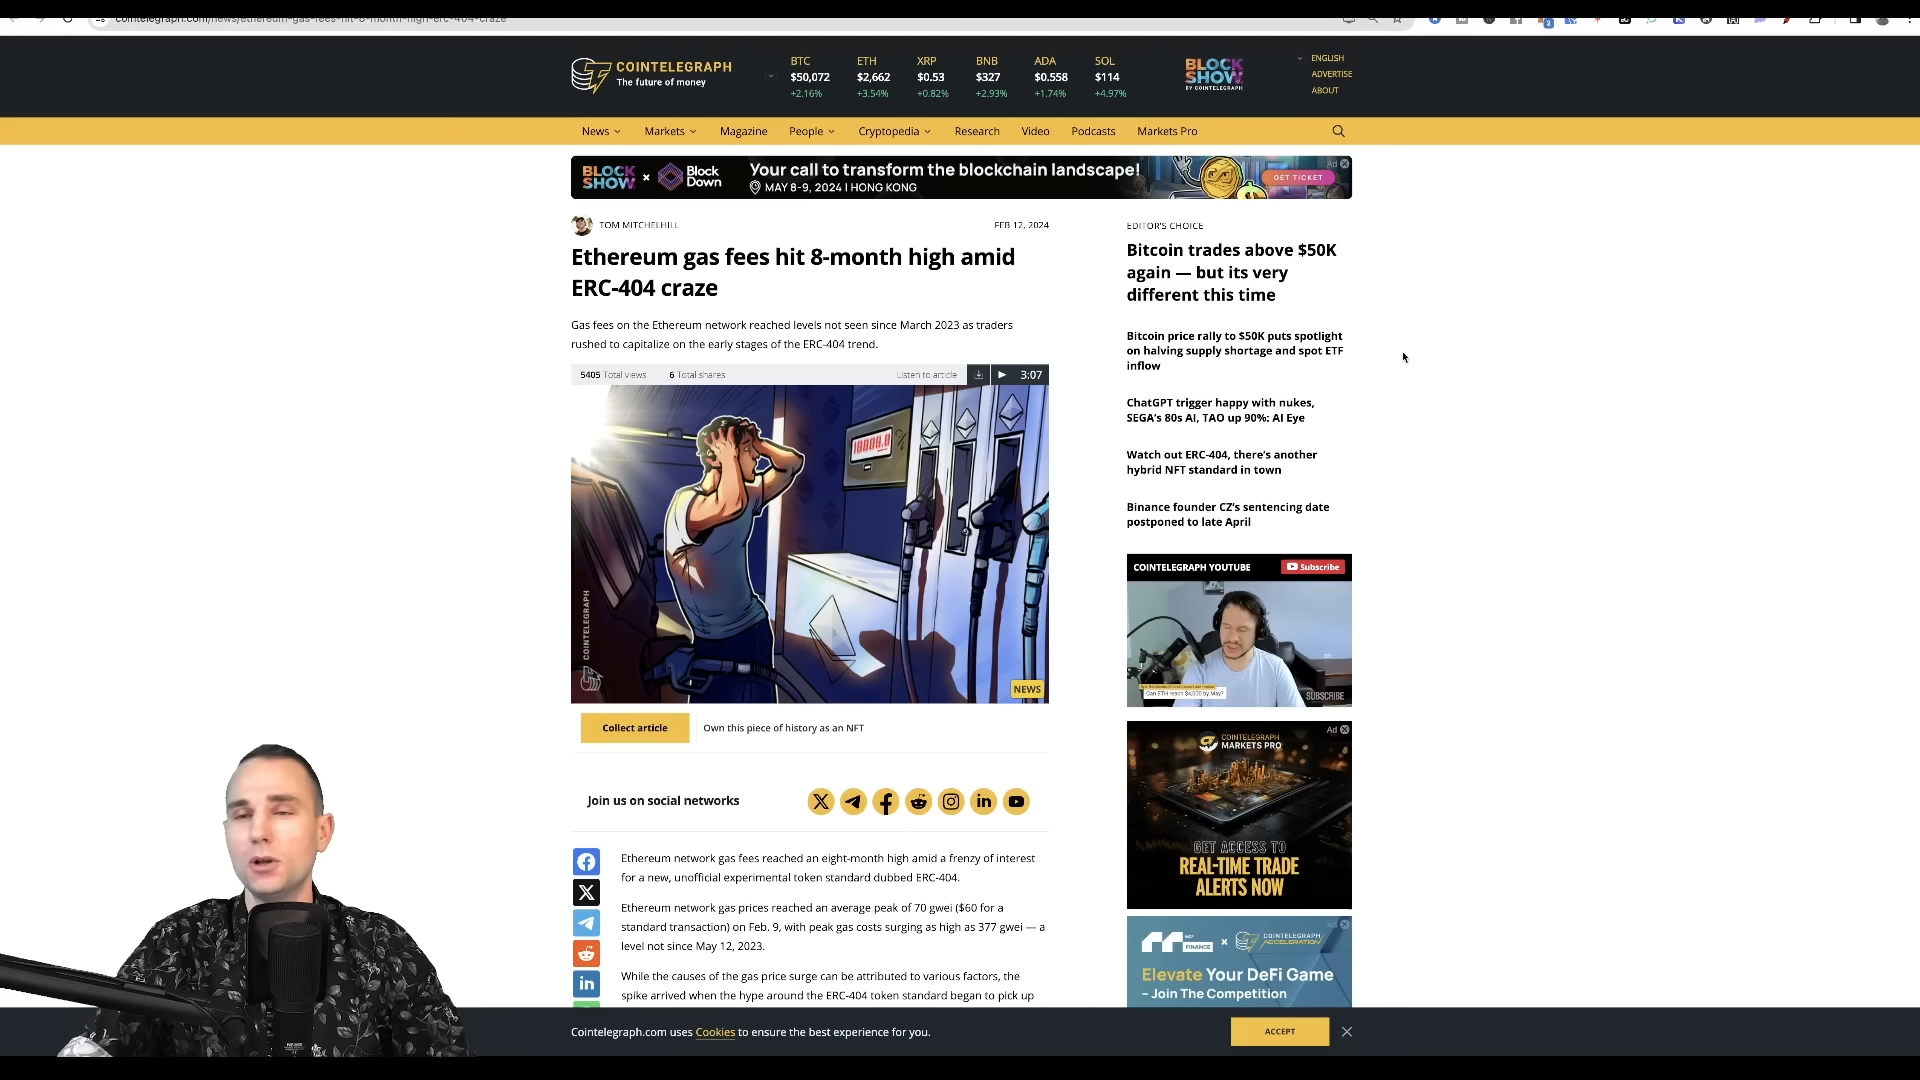 cointelegraph.com/news/ethereum-gas-fees-hit-8-month-high-erc-404-craze
COINTELEGRAPH
The future of money
BTC ETH XRP BNB ADA SOL
$50,072 $2,662 $0.53 $327 $0.558 $114
+2.16% +3.54% +0.82% +2.93% +1.74% +4.97%
BLOCK
SHOW
BY COINTELEGRAPH
ENGLISH
ADVERTISE
ABOUT
News Markets Magazine People Cryptopedia Research Video Podcasts Markets Pro
BLOCK
SHOW
x
Block
Down
Your call to transform the blockchain landscape!
MAY 8-9, 2024 | HONG KONG
GET TICKET
Ad
TOM MITCHELHILL
FEB 12, 2024
Ethereum gas fees hit 8-month high amid
ERC-404 craze
Gas fees on the Ethereum network reached levels not seen since March 2023 as traders
rushed to capitalize on the early stages of the ERC-404 trend.
5405 Total views 6 Total shares Listen to article 3:07
COINTELEGRAPH
NEWS
Collect article
Own this piece of history as an NFT
Join us on social networks
Ethereum network gas fees reached an eight-month high amid a frenzy of interest
for a new, unofficial experimental token standard dubbed ERC-404.
Ethereum network gas prices reached an average peak of 70 gwei ($60 for a
standard transaction) on Feb. 9, with peak gas costs surging as high as 377 gwei — a
level not since May 12, 2023.
While the causes of the gas price surge can be attributed to various factors, the
spike arrived when the hype around the ERC-404 token standard began to pick up
EDITOR'S CHOICE
Bitcoin trades above $50K
again — but its very
different this time
Bitcoin price rally to $50K puts spotlight
on halving supply shortage and spot ETF
inflow
ChatGPT trigger happy with nukes,
SEGA's 80s AI, TAO up 90%: AI Eye
Watch out ERC-404, there's another
hybrid NFT standard in town
Binance founder CZ's sentencing date
postponed to late April
COINTELEGRAPH YOUTUBE
Subscribe
Can ETH reach $4,000 by May?
SUBSCRIBE
Ad
COINTELEGRAPH
MARKETS PRO
GET ACCESS TO
REAL-TIME TRADE
ALERTS NOW
Ad
FINANCE
x
COINTELEGRAPH
ACCELERATION
Elevate Your DeFi Game
– Join The Competition
Cointelegraph.com uses Cookies to ensure the best experience for you.
ACCEPT